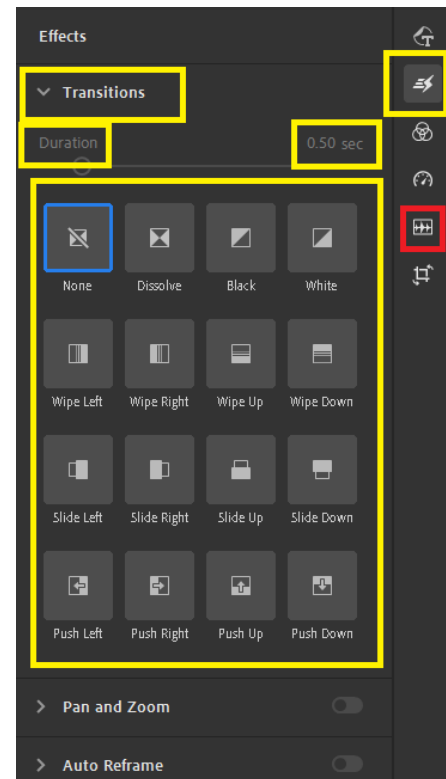 Effects
Transitions
Duration 0.50 sec
None Dissolve Black White
Wipe Left Wipe Right Wipe Up Wipe Down
Slide Left Slide Right Slide Up Slide Down
Push Left Push Right Push Up Push Down
Pan and Zoom
Auto Reframe